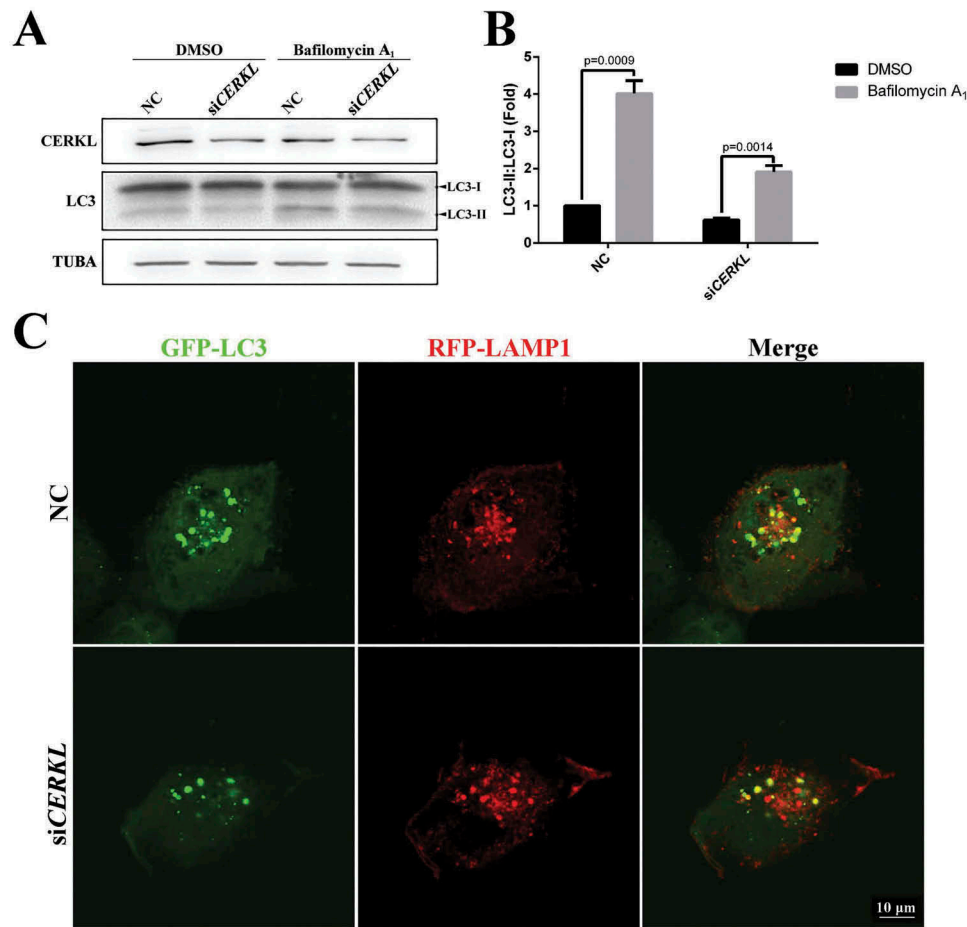 A
DMSO
Bafilomycin A₁
NC
siCERKL
NC
siCERKL
CERKL
LC3
LC3-I
LC3-II
TUBA
B
LC3-II:LC3-I (Fold)
5
4
3
2
1
0
p=0.0009
p=0.0014
NC
siCERKL
DMSO
Bafilomycin A₁
C
GFP-LC3
RFP-LAMP1
Merge
NC
siCERKL
10 μm